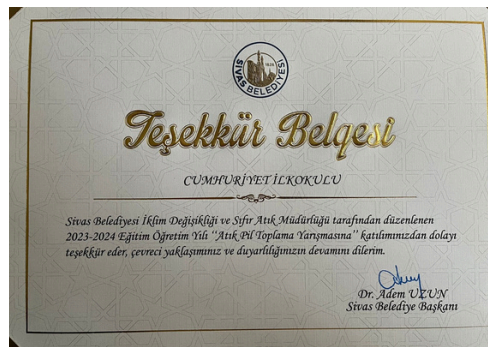 SİVAS BELEDİYESİ
Teşekkür Belgesi
CUMHURİYET İLKOKULU
Sivas Belediyesi İklim Değişikliği ve Sıfır Atık Müdürlüğü tarafından düzenlenen
2023-2024 Eğitim Öğretim Yılı "Atık Pil Toplama Yarışmasına" katılımınızdan dolayı
teşekkür eder, çevreci yaklaşımınız ve duyarlılığınızın devamını dilerim.
Dr. Adem UZUN
Sivas Belediye Başkanı